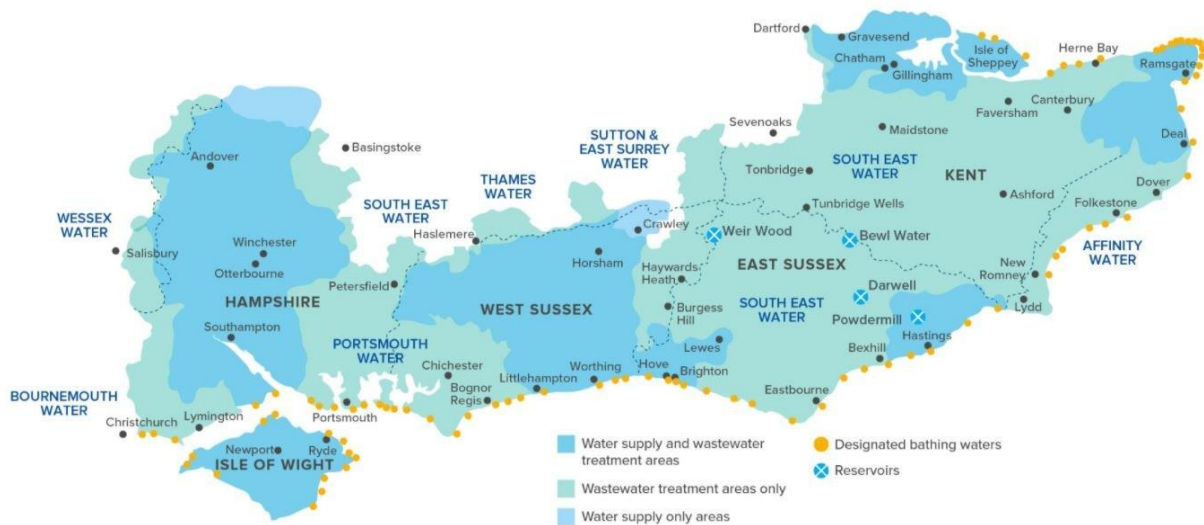 Dartford
Gravesend
Chatham
Gillingham
Isle of
Sheppey
Herne Bay
Ramsgate
Canterbury
Faversham
Maidstone
Sevenoaks
Deal
SUTTON &
EAST SURREY
WATER
Basingstoke
Andover
Tonbridge
SOUTH EAST
WATER
KENT
THAMES
WATER
SOUTH EAST
WATER
Ashford
Dover
Folkestone
Tunbridge Wells
WESSEX
WATER
Salisbury
Winchester
Otterbourne
HAMPSHIRE
Haslemere
Crawley
Horsham
Weir Wood
Bewl Water
AFFINITY
WATER
Petersfield
WEST SUSSEX
Haywards
Heath
EAST SUSSEX
New
Romney
Lydd
Darwell
SOUTH EAST
WATER
Powdermill
Burgess
Hill
Southampton
PORTSMOUTH
WATER
Lewes
Hastings
Bexhill
Chichester
Littlehampton
Worthing
Hove
Brighton
Bognor
Regis
Eastbourne
BOURNEMOUTH
WATER
Christchurch
Lymington
Portsmouth
Newport
Ryde
ISLE OF WIGHT
Water supply and wastewater
treatment areas
Wastewater treatment areas only
Water supply only areas
Designated bathing waters
Reservoirs